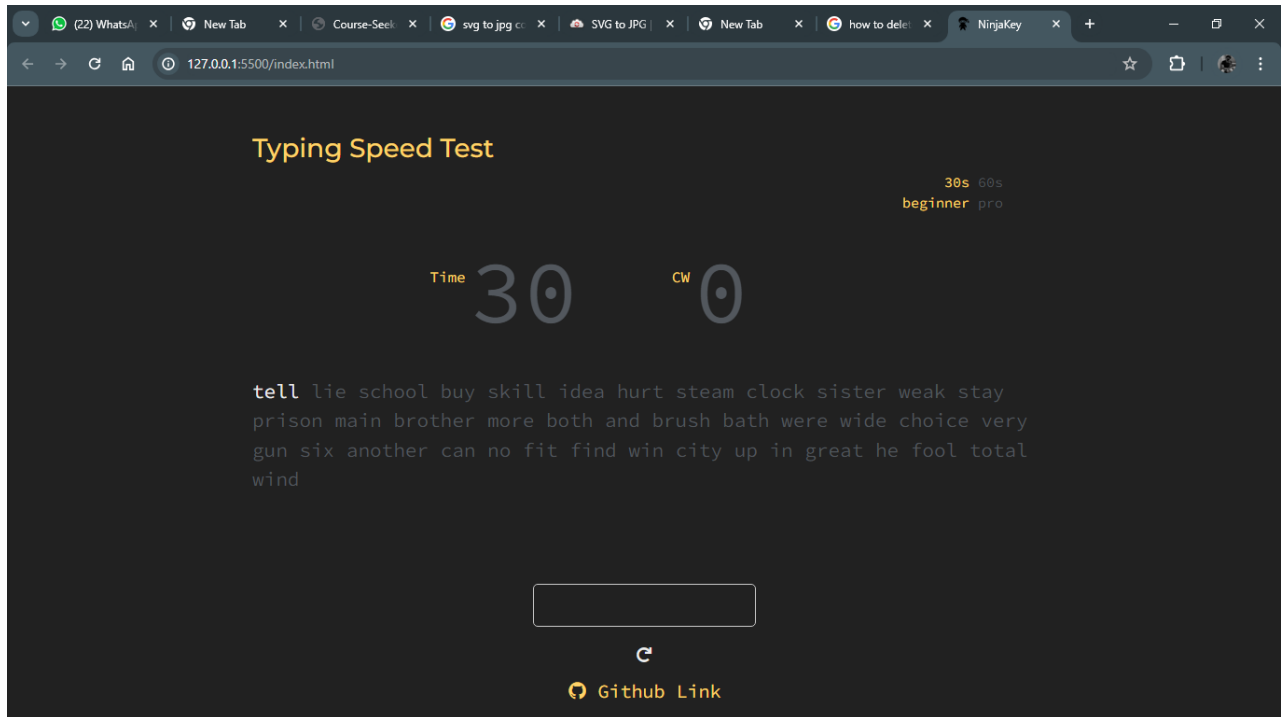 (22) WhatsA
New Tab
Course-Seek
svg to jpg co
SVG to JPG |
New Tab
how to delet
NinjaKey
127.0.0.1:5500/index.html
Typing Speed Test
30s 60s
beginner pro
Time 30 CW 0
tell lie school buy skill idea hurt steam clock sister weak stay
prison main brother more both and brush bath were wide choice very
gun six another can no fit find win city up in great he fool total
wind
Github Link